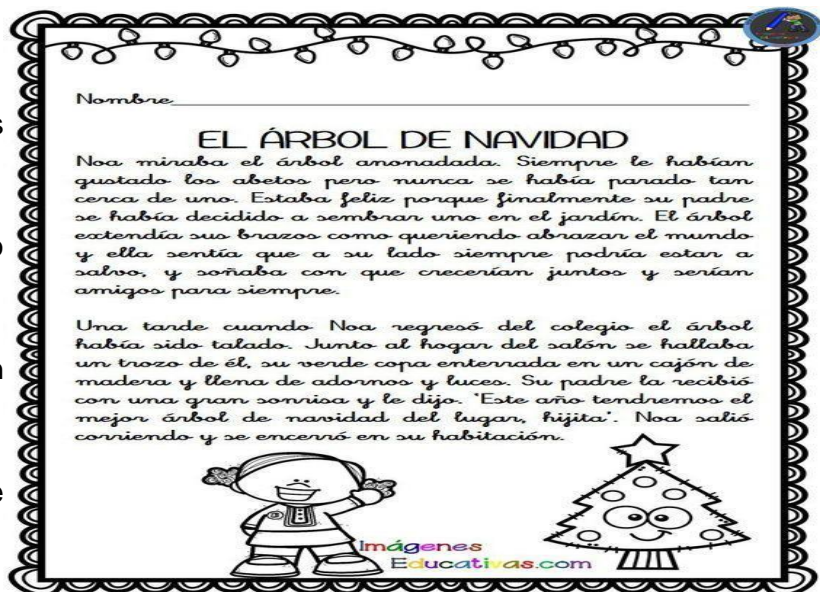 Nombre
EL ÁRBOL DE NAVIDAD
Noa miraba el árbol anonadada. Siempre le habían
gustado los abetos pero nunca se había parado tan
cerca de uno. Estaba feliz porque finalmente su padre
se había decidido a sembrar uno en el jardín. El árbol
extendía sus brazos como queriendo abrazar el mundo
y ella sentía que a su lado siempre podría estar a
salvo, y soñaba con que crecerían juntos y serían
amigos para siempre.
Una tarde cuando Noa regresó del colegio el árbol
había sido talado. Junto al hogar del salón se hallaba
un trozo de él, su verde copa enterrada en un cajón de
madera y llena de adornos y luces. Su padre la recibió
con una gran sonrisa y le dijo. 'Este año tendremos el
mejor árbol de navidad del lugar, hijita'. Noa salió
corriendo y se encerró en su habitación.
Imágenes
Educativas.com